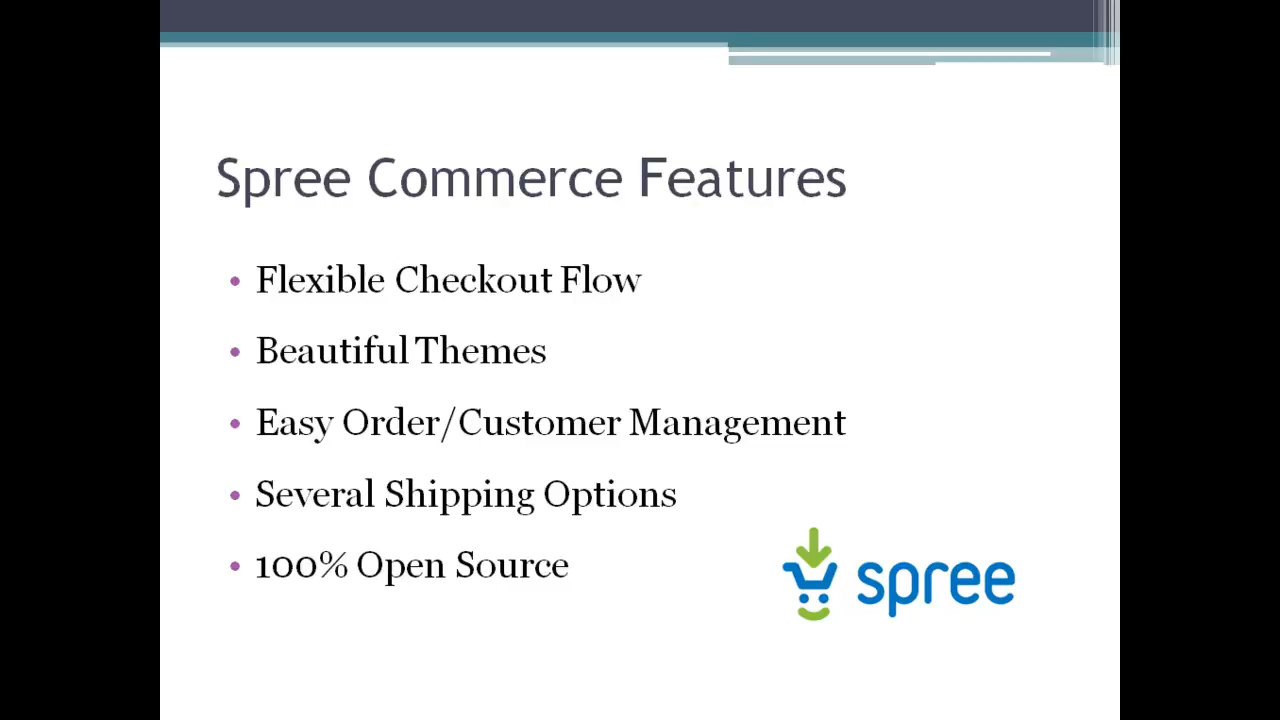 Spree Commerce Features
• Flexible Checkout Flow
• Beautiful Themes
• Easy Order/Customer Management
• Several Shipping Options
• 100% Open Source
spree